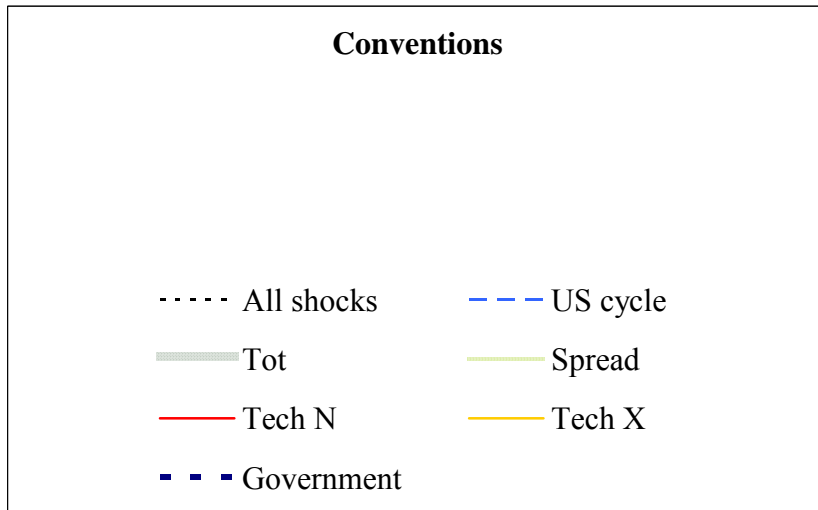 Conventions
All shocks US cycle
Tot Spread
Tech N Tech X
Government